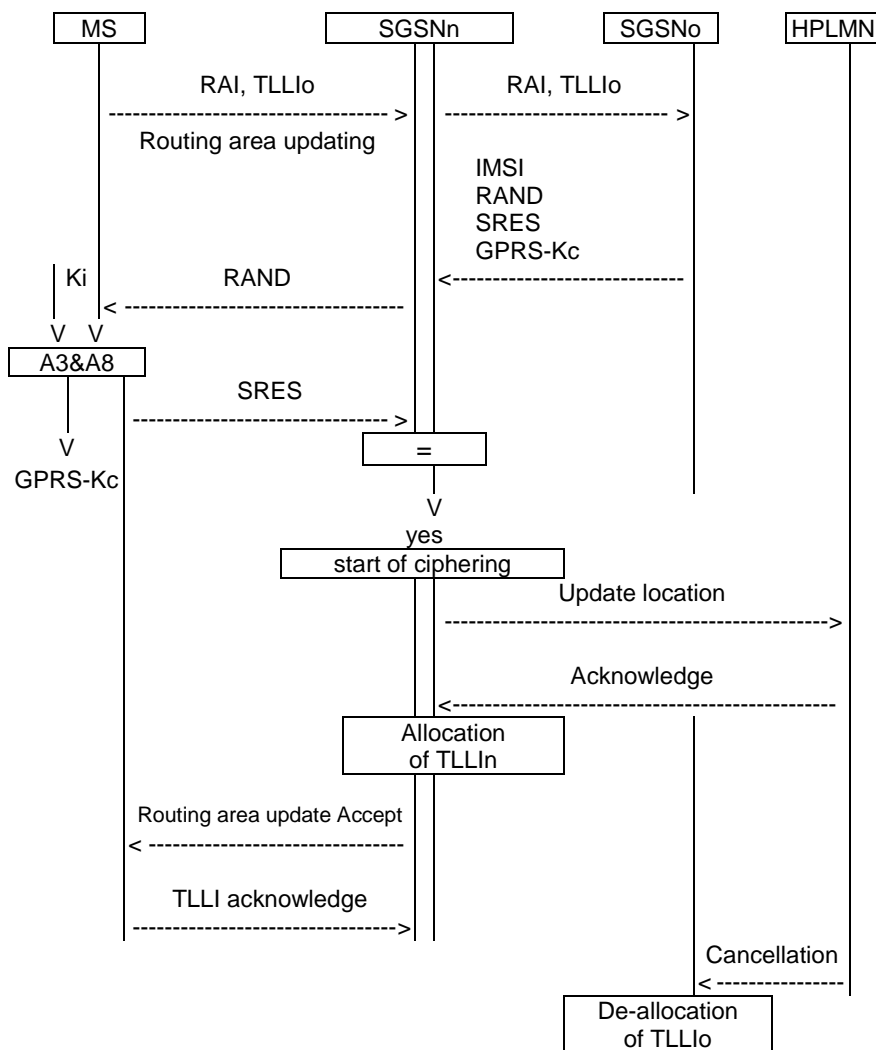 MS SGSNn SGSNo HPLMN
RAI, TLLIo RAI, TLLIo
-----------------------------> ------------------------>
Routing area updating
IMSI
RAND
SRES
GPRS-Kc
Ki RAND <--------------------------
<-----------------------------
V V
A3&A8
SRES
---------------------------->
V =
GPRS-Kc
V
yes
start of ciphering
Update location
----------------------------------------->
Acknowledge
<-----------------------------------------
Allocation
of TLLIn
Routing area update Accept
<----------------------------
TLLI acknowledge
----------------------------->
Cancellation
<--------------
De-allocation
of TLLIo